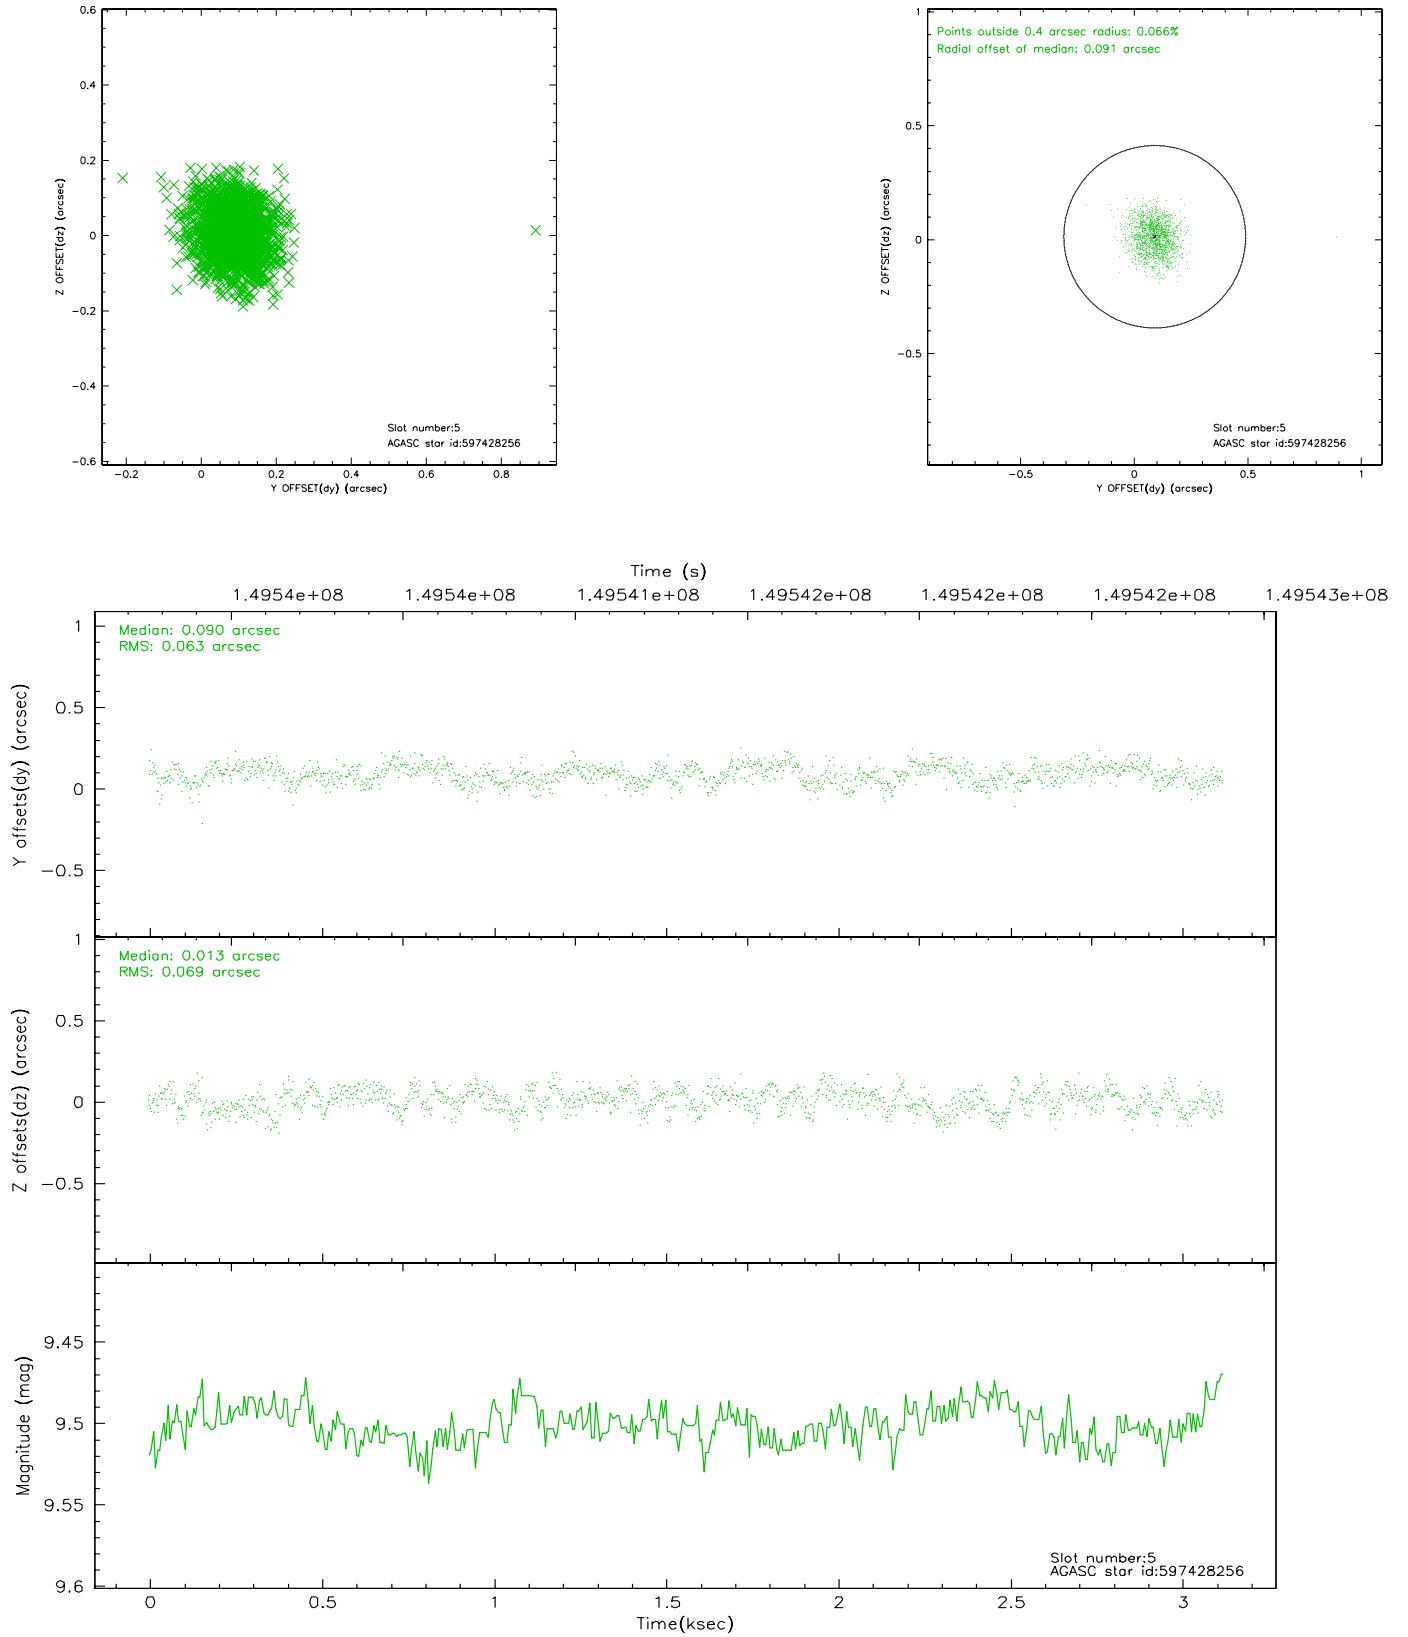 0.6
0.4
0.2
0
−0.2
−0.4
−0.6
Z OFFSET(dz) (arcsec)
−0.2
0
0.2
0.4
0.6
0.8
Y OFFSET(dy) (arcsec)
Slot number:5
AGASC star id:597428256
Points outside 0.4 arcsec radius: 0.066%
Radial offset of median: 0.091 arcsec
1
0.5
0
−0.5
Z OFFSET(dz) (arcsec)
−0.5
0
0.5
1
Y OFFSET(dy) (arcsec)
Slot number:5
AGASC star id:597428256
Time (s)
1.4954e+08
1.4954e+08
1.49541e+08
1.49542e+08
1.49542e+08
1.49542e+08
1.49543e+08
Median: 0.090 arcsec
RMS: 0.063 arcsec
1
0.5
0
−0.5
Y offsets(dy) (arcsec)
Median: 0.013 arcsec
RMS: 0.069 arcsec
1
0.5
0
−0.5
Z offsets(dz) (arcsec)
9.45
9.5
9.55
9.6
Magnitude (mag)
Slot number:5
AGASC star id:597428256
0
0.5
1
1.5
2
2.5
3
Time(ksec)